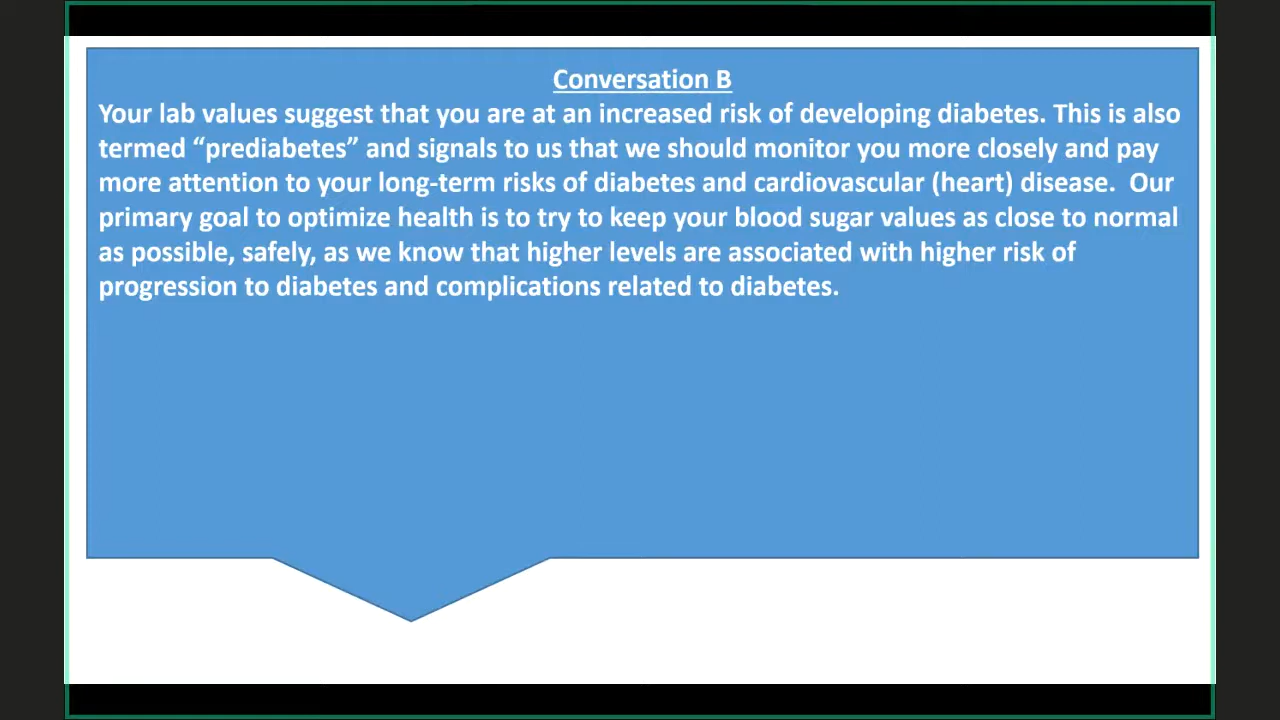 Conversation B
Your lab values suggest that you are at an increased risk of developing diabetes. This is also
termed “prediabetes” and signals to us that we should monitor you more closely and pay
more attention to your long-term risks of diabetes and cardiovascular (heart) disease.  Our
primary goal to optimize health is to try to keep your blood sugar values as close to normal
as possible, safely, as we know that higher levels are associated with higher risk of
progression to diabetes and complications related to diabetes.